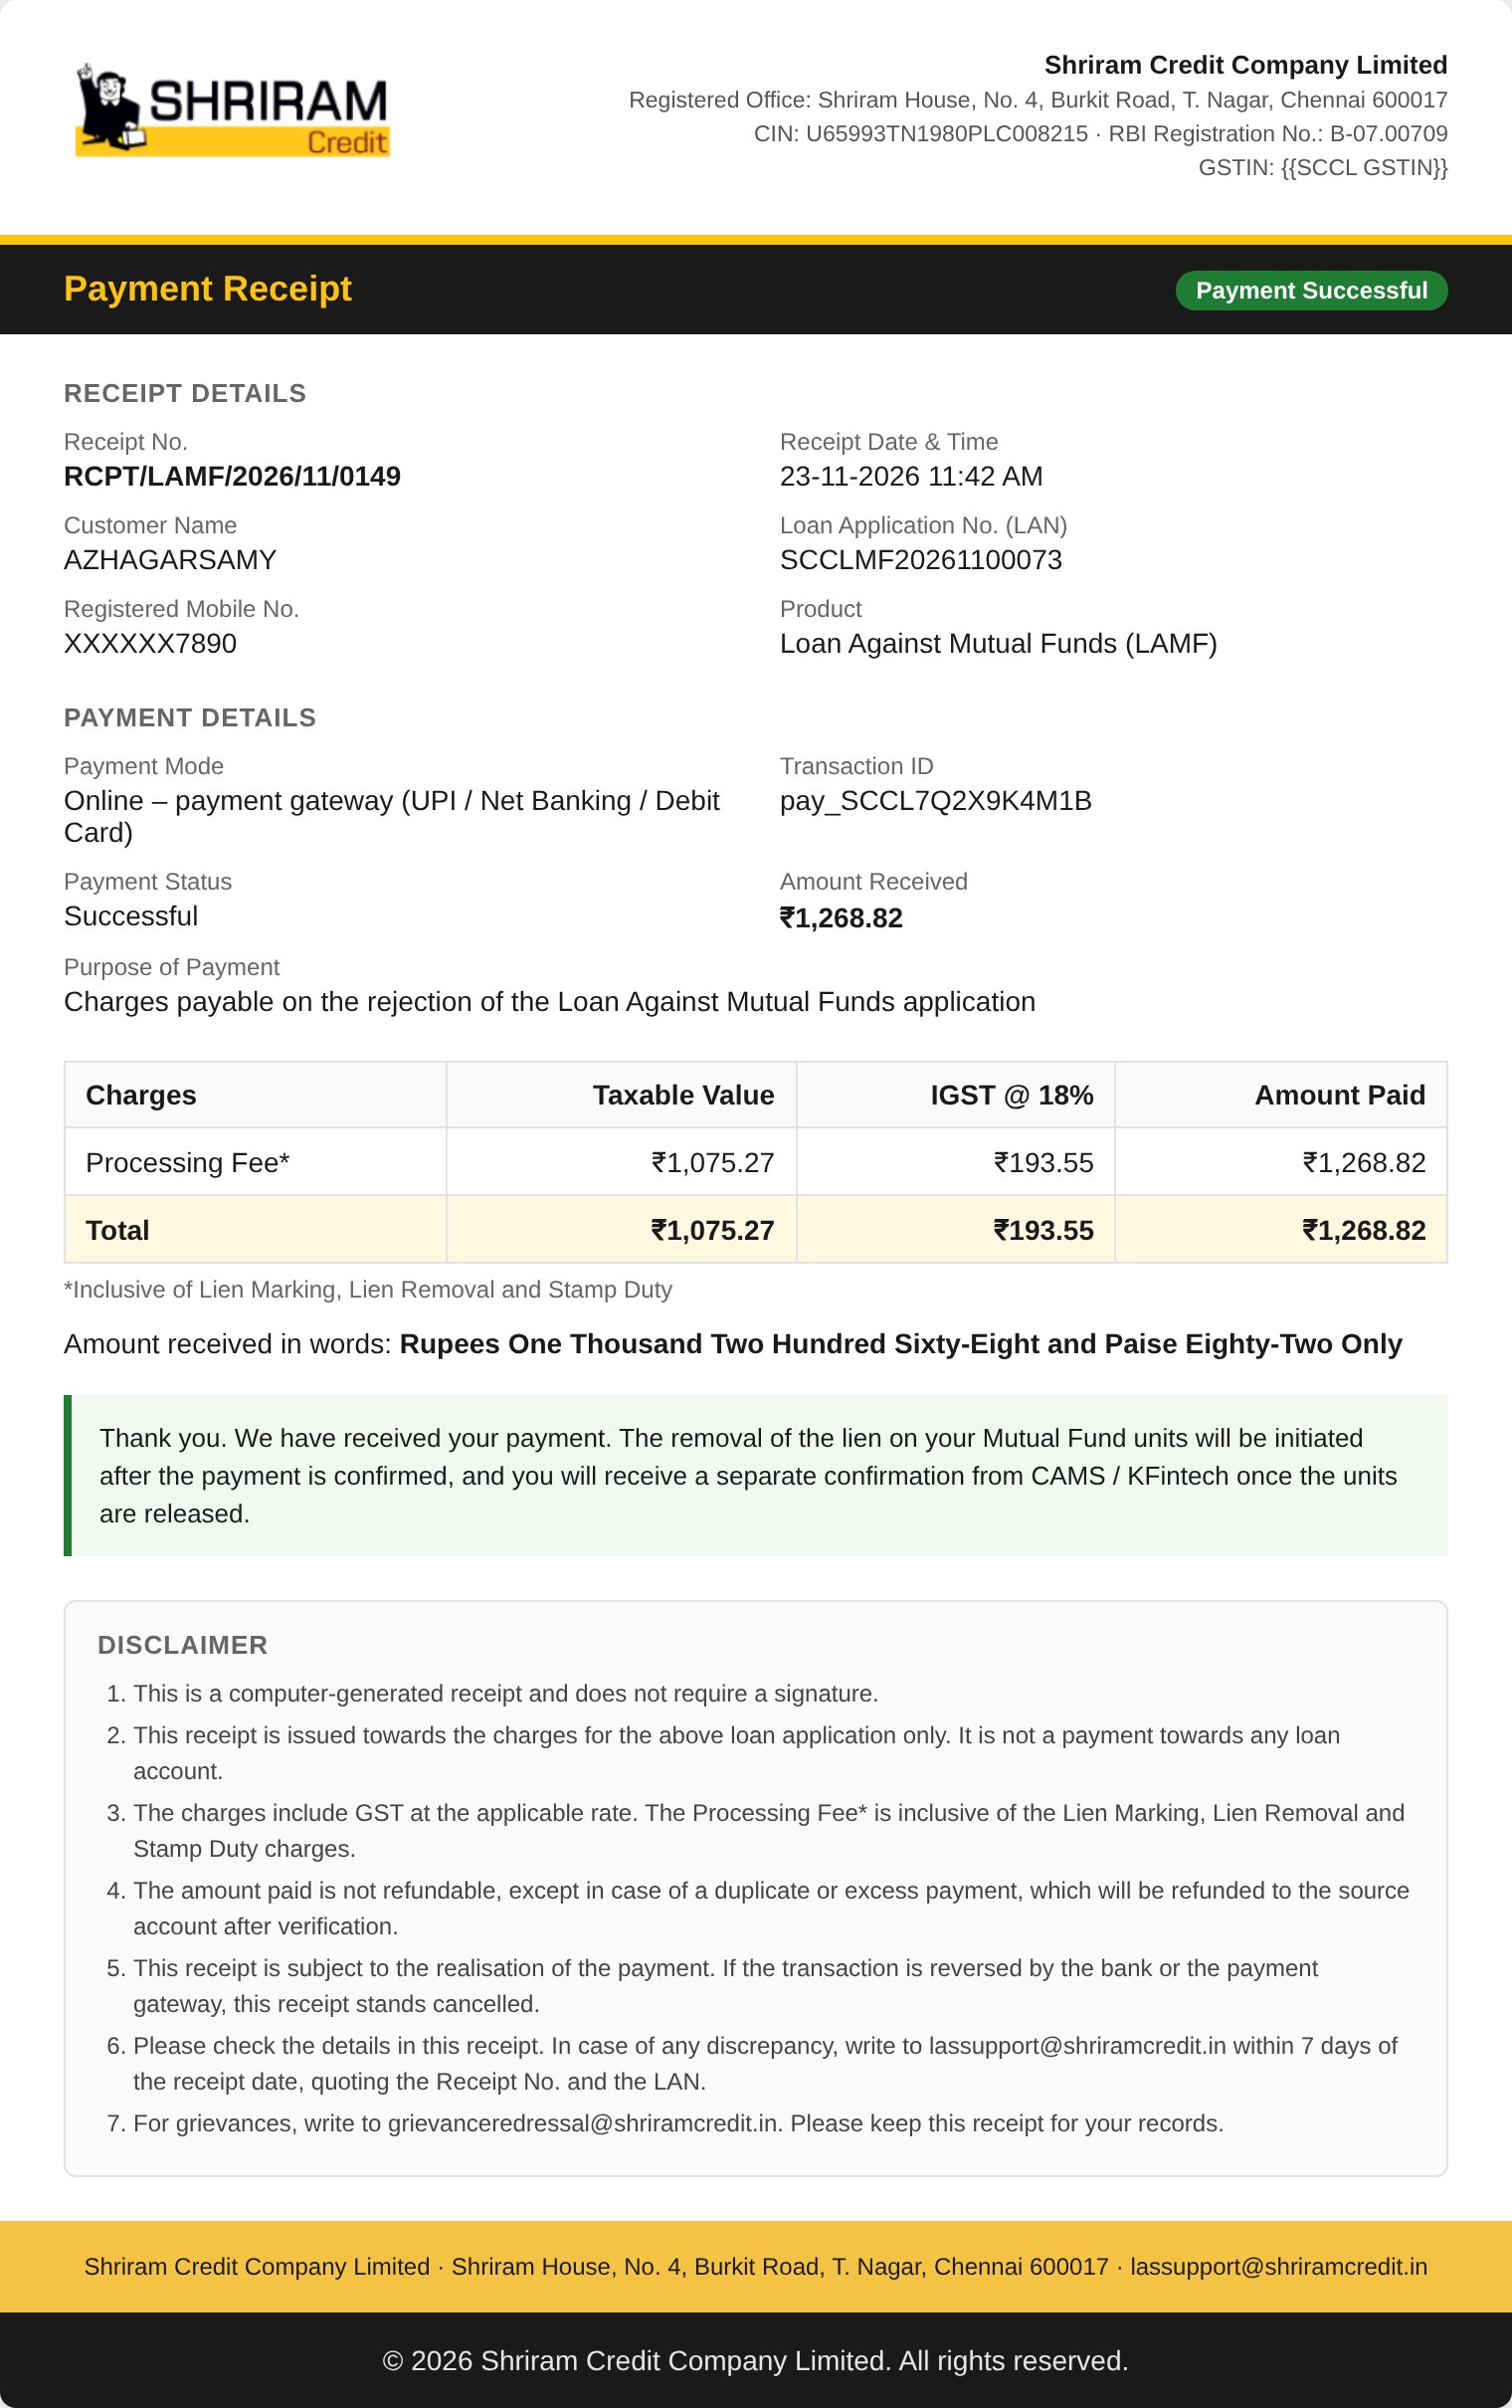 SHRIRAM
Credit
Shriram Credit Company Limited
Registered Office: Shriram House, No. 4, Burkit Road, T. Nagar, Chennai 600017
CIN: U65993TN1980PLC008215 · RBI Registration No.: B-07.00709
GSTIN: {{SCCL GSTIN}}
Payment Receipt
Payment Successful
RECEIPT DETAILS
Receipt No.
RCPT/LAMF/2026/11/0149
Receipt Date & Time
23-11-2026 11:42 AM
Customer Name
AZHAGARSAMY
Loan Application No. (LAN)
SCCLMF20261100073
Registered Mobile No.
XXXXXX7890
Product
Loan Against Mutual Funds (LAMF)
PAYMENT DETAILS
Payment Mode
Online – payment gateway (UPI / Net Banking / Debit
Card)
Transaction ID
pay_SCCL7Q2X9K4M1B
Payment Status
Successful
Amount Received
₹1,268.82
Purpose of Payment
Charges payable on the rejection of the Loan Against Mutual Funds application
Charges Taxable Value IGST @ 18% Amount Paid
Processing Fee* ₹1,075.27 ₹193.55 ₹1,268.82
Total ₹1,075.27 ₹193.55 ₹1,268.82
*Inclusive of Lien Marking, Lien Removal and Stamp Duty
Amount received in words: Rupees One Thousand Two Hundred Sixty-Eight and Paise Eighty-Two Only
Thank you. We have received your payment. The removal of the lien on your Mutual Fund units will be initiated
after the payment is confirmed, and you will receive a separate confirmation from CAMS / KFintech once the units
are released.
DISCLAIMER
1. This is a computer-generated receipt and does not require a signature.
2. This receipt is issued towards the charges for the above loan application only. It is not a payment towards any loan
account.
3. The charges include GST at the applicable rate. The Processing Fee* is inclusive of the Lien Marking, Lien Removal and
Stamp Duty charges.
4. The amount paid is not refundable, except in case of a duplicate or excess payment, which will be refunded to the source
account after verification.
5. This receipt is subject to the realisation of the payment. If the transaction is reversed by the bank or the payment
gateway, this receipt stands cancelled.
6. Please check the details in this receipt. In case of any discrepancy, write to lassupport@shriramcredit.in within 7 days of
the receipt date, quoting the Receipt No. and the LAN.
7. For grievances, write to grievanceredressal@shriramcredit.in. Please keep this receipt for your records.
Shriram Credit Company Limited · Shriram House, No. 4, Burkit Road, T. Nagar, Chennai 600017 · lassupport@shriramcredit.in
© 2026 Shriram Credit Company Limited. All rights reserved.